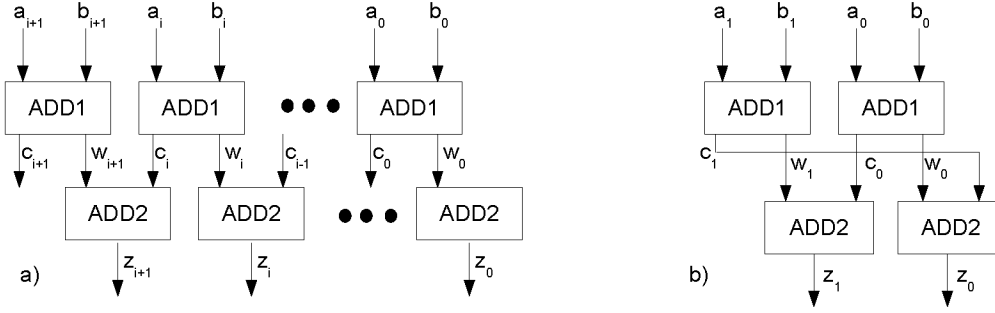 a_{i+1} b_{i+1} a_i b_i a_0 b_0 a_1 b_1 a_0 b_0
ADD1 ADD1 ADD1 ADD1 ADD1
c_{i+1} w_{i+1} c_i w_i c_{i-1} c_0 w_0 c_1 w_1 c_0 w_0
ADD2 ADD2 ADD2 ADD2 ADD2
a) z_{i+1} z_i z_0 b) z_1 z_0